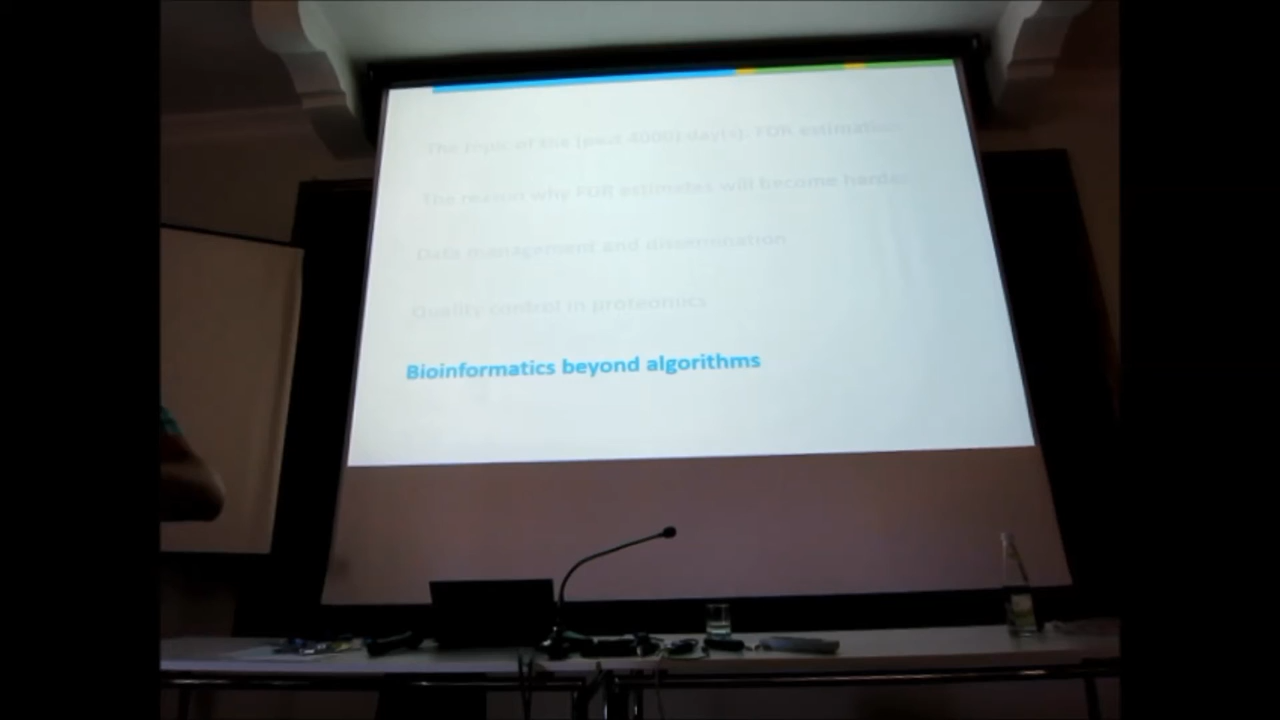 The topic of the (past 4000) day(s): FDR estimation
The reason why FDR estimates will become harder
Data management and dissemination
Quality control in proteomics
Bioinformatics beyond algorithms